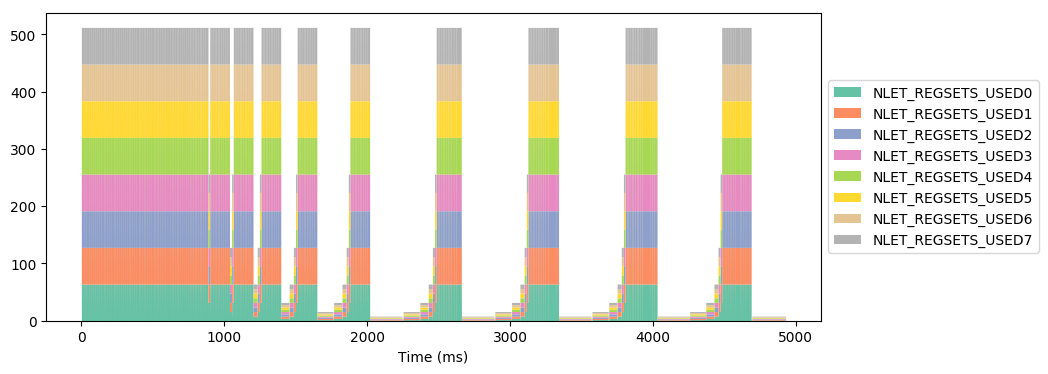 500
400
300
200
100
0
0 1000 2000 3000 4000 5000
Time (ms)
NLET_REGSETS_USED0
NLET_REGSETS_USED1
NLET_REGSETS_USED2
NLET_REGSETS_USED3
NLET_REGSETS_USED4
NLET_REGSETS_USED5
NLET_REGSETS_USED6
NLET_REGSETS_USED7